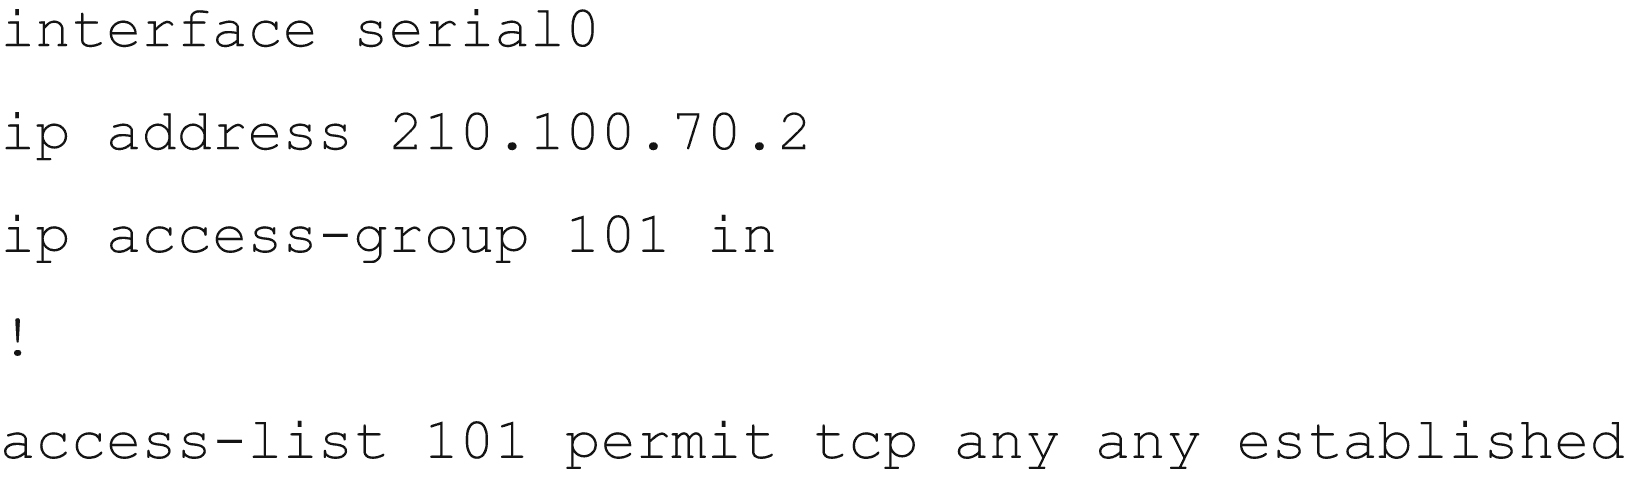 interface serial0
ip address 210.100.70.2
ip access-group 101 in
!
access-list 101 permit tcp any any established